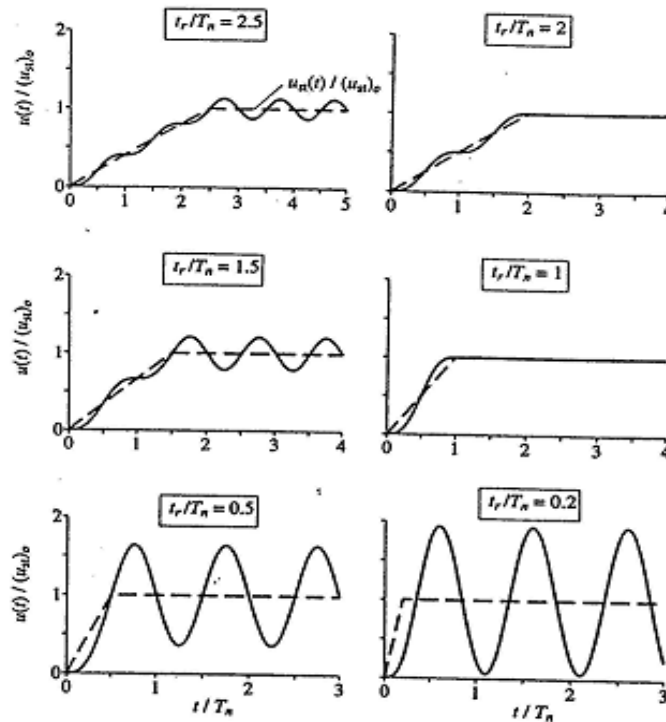 t_r/T_n = 2.5
t_r/T_n = 2
u(t) / (u_st)_o
2
1
0
u_st(t) / (u_st)_o
0 1 2 3 4 5
0 1 2 3 4
t_r/T_n = 1.5
t_r/T_n = 1
u(t) / (u_st)_o
2
1
0
0 1 2 3 4
0 1 2 3 4
t_r/T_n = 0.5
t_r/T_n = 0.2
u(t) / (u_st)_o
2
1
0
0 1 2 3
0 1 2 3
t / T_n
t / T_n